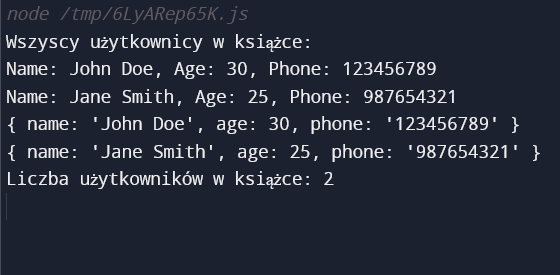 node /tmp/6LyARep65K.js
Wszyscy użytkownicy w książce:
Name: John Doe, Age: 30, Phone: 123456789
Name: Jane Smith, Age: 25, Phone: 987654321
{ name: 'John Doe', age: 30, phone: '123456789' }
{ name: 'Jane Smith', age: 25, phone: '987654321' }
Liczba użytkowników w książce: 2